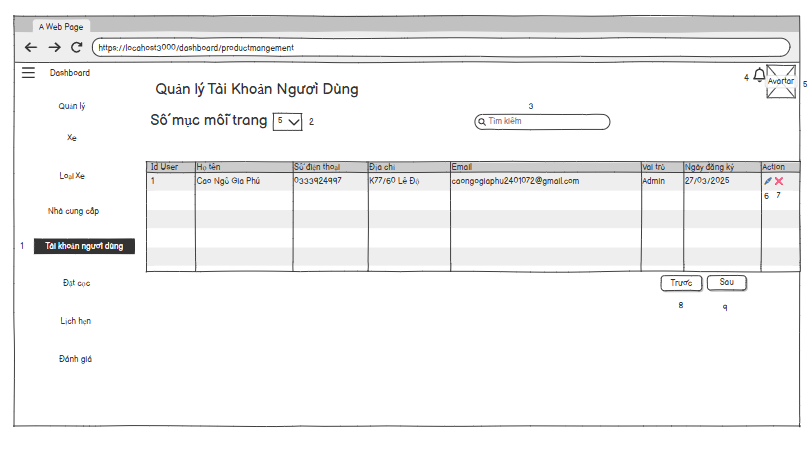 A Web Page
https://locahost3000/dashboard/productmangement
Dashboard
4
Avartar
5
Quản lý Tài Khoản Người Dùng
Quản lý
3
Số mục mỗi trang 5 2
Tìm kiếm
Xe
Id User Họ tên Số điện thoại Địa chỉ Email Vai trò Ngày đăng ký Action
1 Cao Ngô Gia Phú 0333924997 K77/60 Lê Độ caongogiaphu2401072@gmail.com Admin 27/03/2025
Loại Xe
6 7
Nhà cung cấp
1 Tài khoản người dùng
Đặt cọc
Trước Sau
8 9
Lịch hẹn
Đánh giá